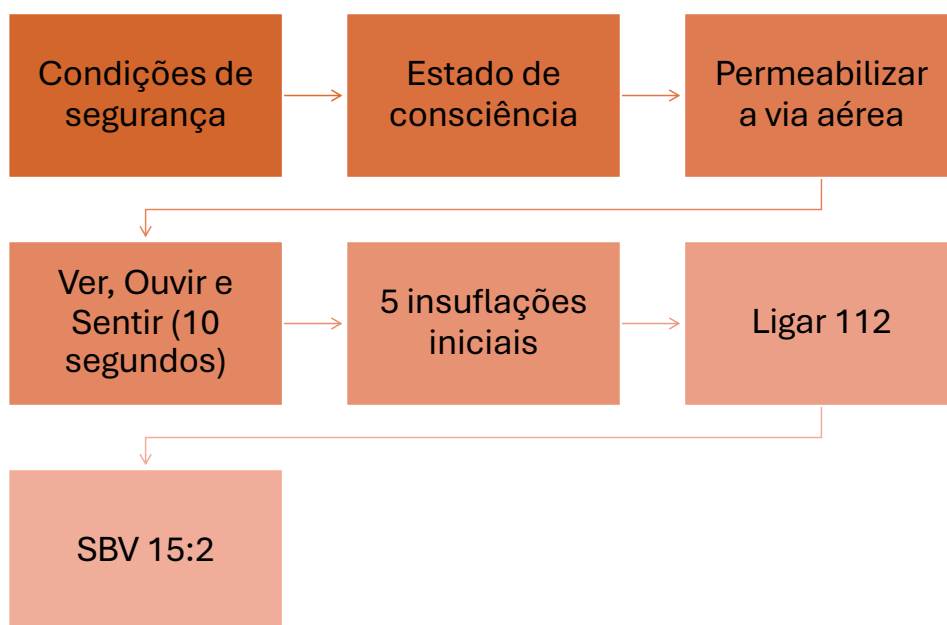 Condições de
segurança
Estado de
consciência
Permeabilizar
a via aérea
Ver, Ouvir e
Sentir (10
segundos)
5 insuflações
iniciais
Ligar 112
SBV 15:2